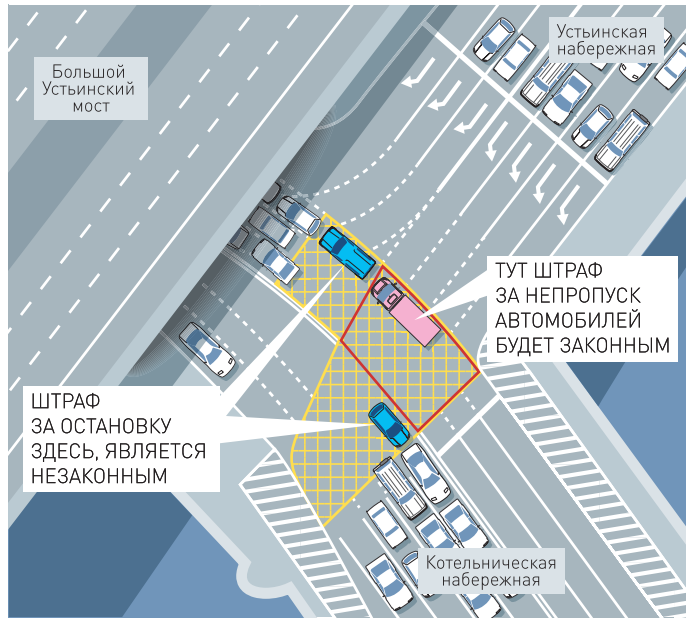 Устьинская
набережная
Большой
Устьинский
мост
ТУТ ШТРАФ
ЗА НЕПРОПУСК
АВТОМОБИЛЕЙ
БУДЕТ ЗАКОННЫМ
ШТРАФ
ЗА ОСТАНОВКУ
ЗДЕСЬ, ЯВЛЯЕТСЯ
НЕЗАКОННЫМ
Котельническая
набережная